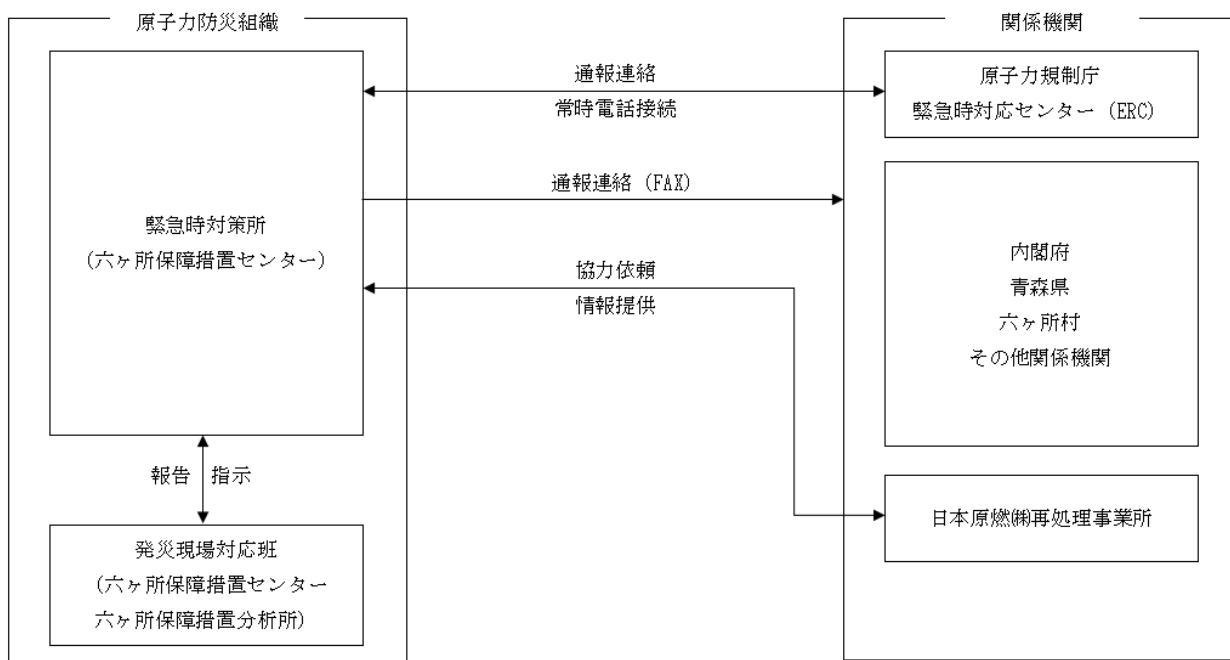 原子力防災組織
緊急時対策所
(六ヶ所保障措置センター)
報告 指示
発災現場対応班
(六ヶ所保障措置センター
六ヶ所保障措置分析所)
通報連絡
常時電話接続
通報連絡 (FAX)
協力依頼
情報提供
関係機関
原子力規制庁
緊急時対応センター (ERC)
内閣府
青森県
六ヶ所村
その他関係機関
日本原燃㈱再処理事業所